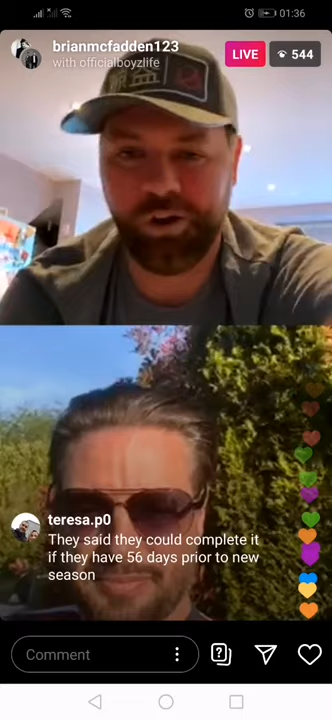 01:36
brianmcfadden123
with officialboyzlife
LIVE
544
teresa.p0
They said they could complete it
if they have 56 days prior to new
season
Comment